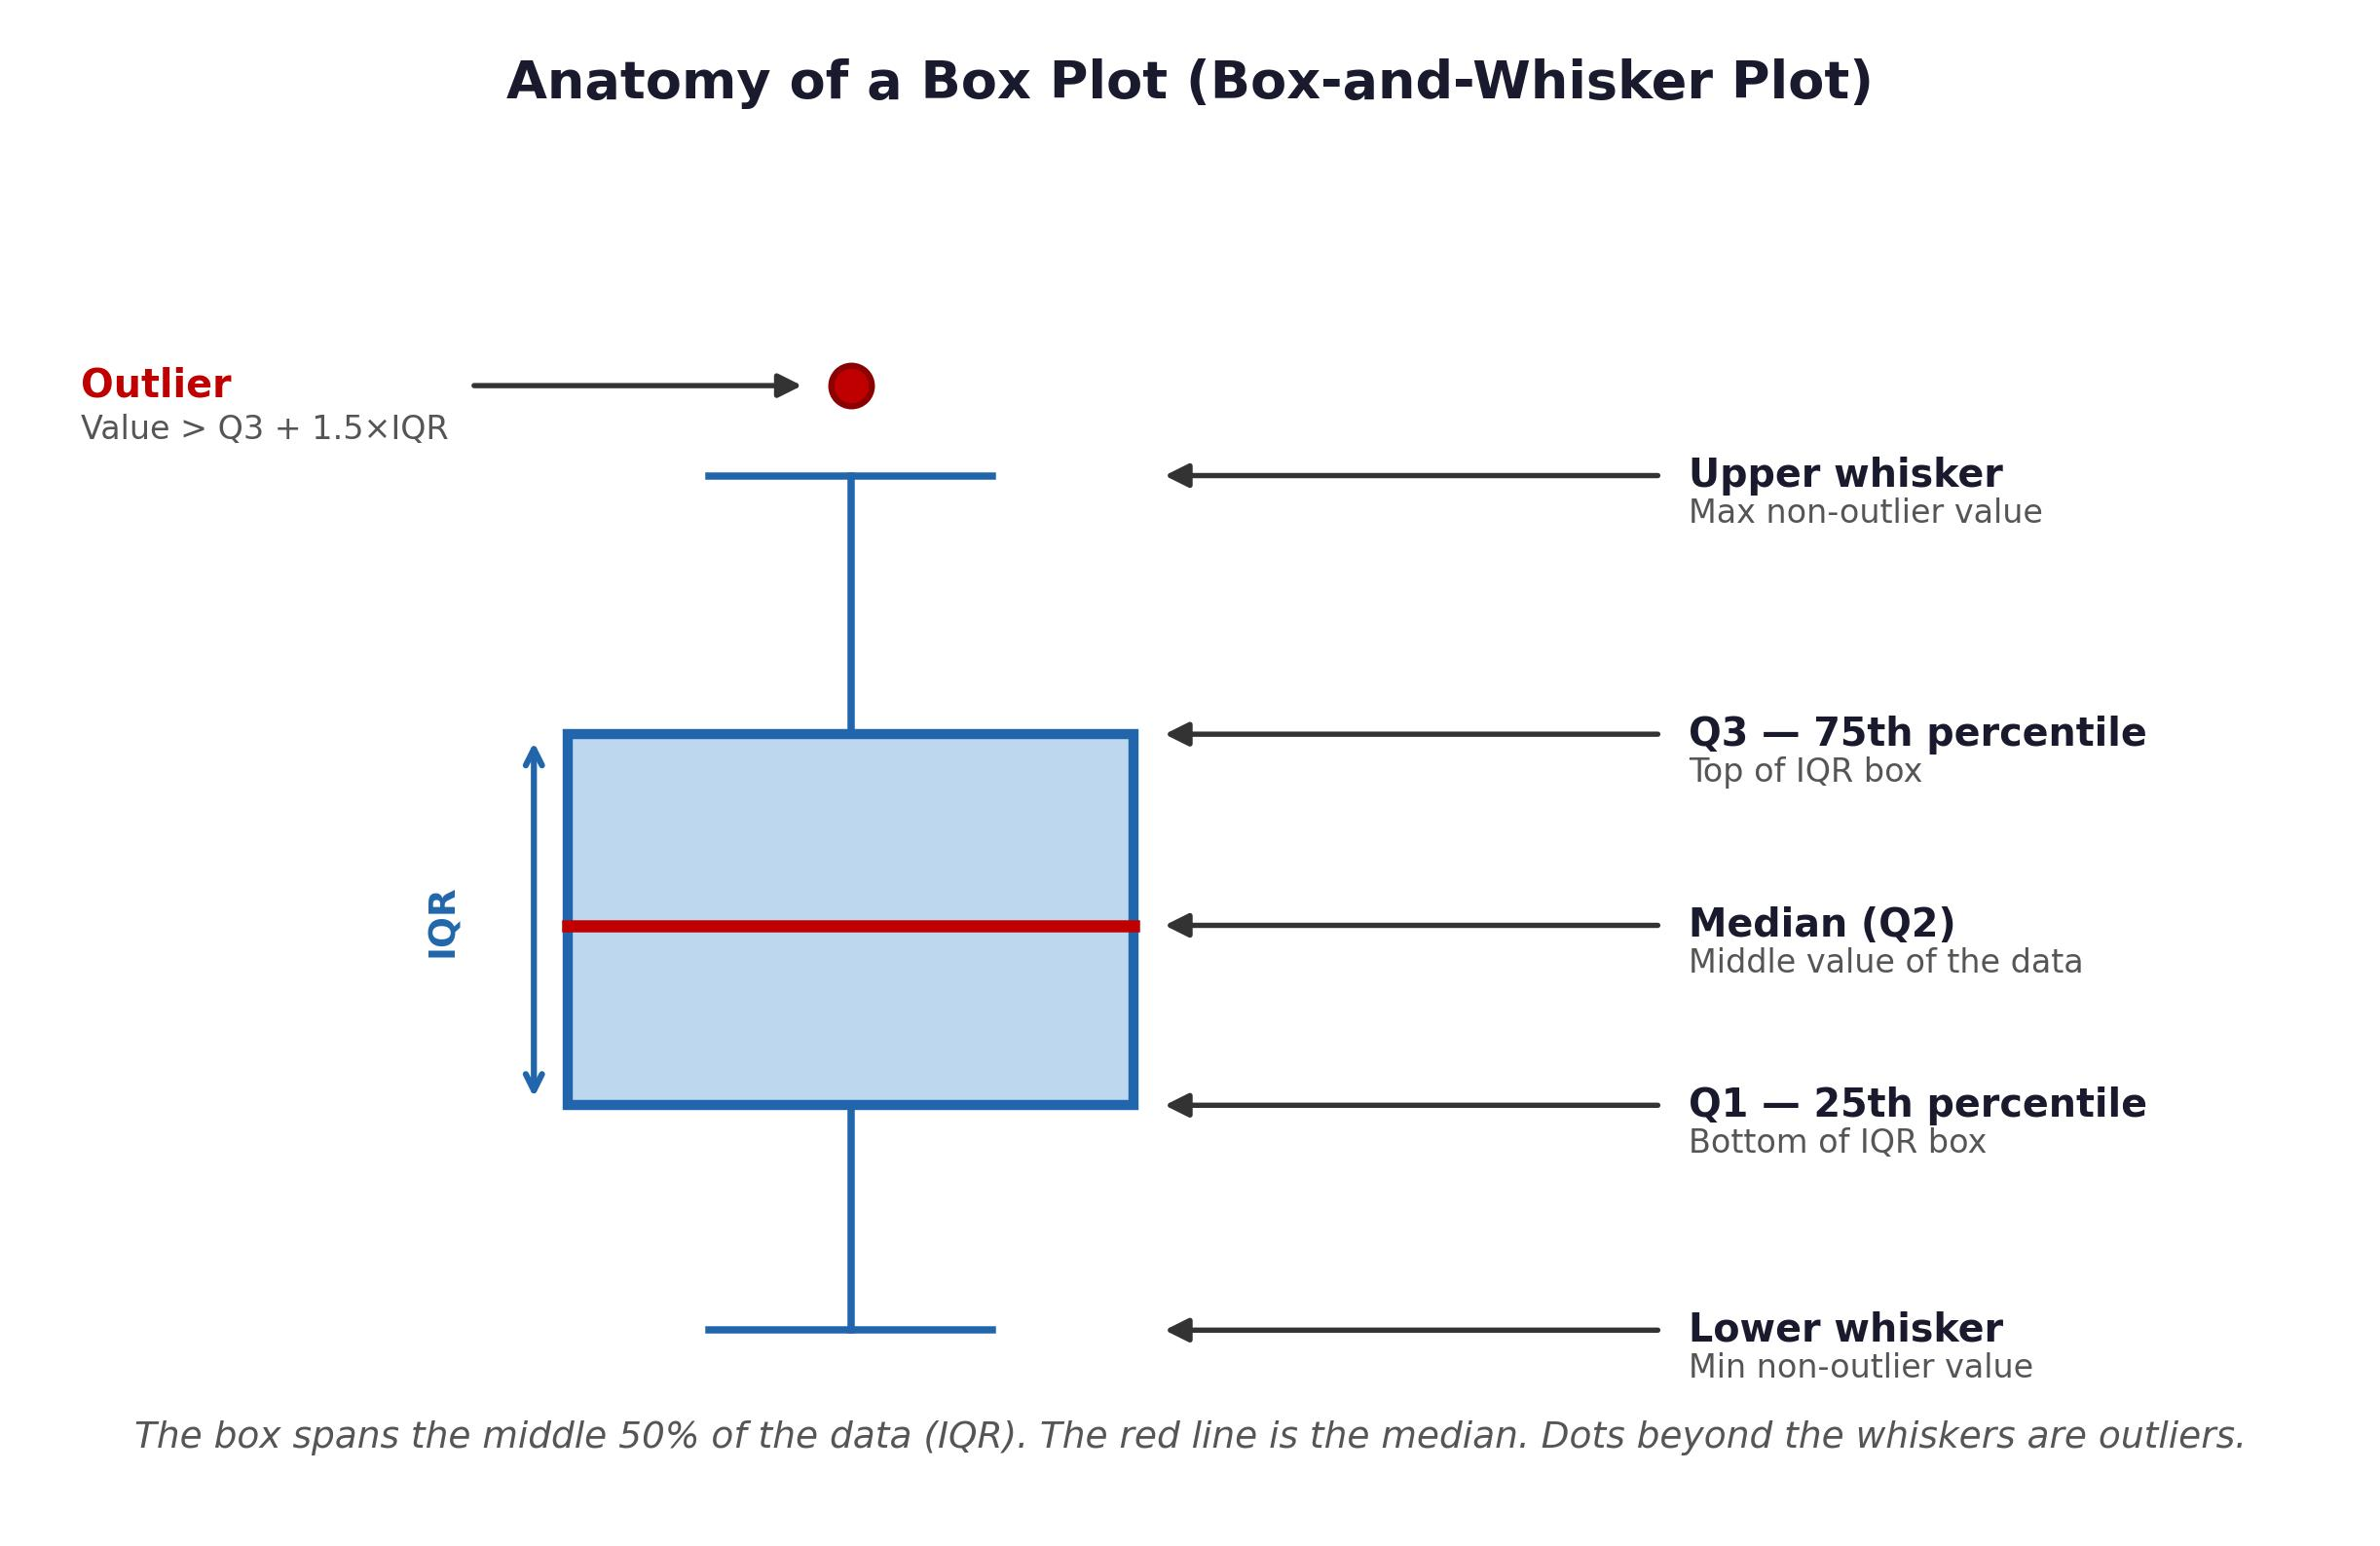 Anatomy of a Box Plot (Box-and-Whisker Plot)
Outlier
Value > Q3 + 1.5×IQR
Upper whisker
Max non-outlier value
Q3 — 75th percentile
Top of IQR box
IQR
Median (Q2)
Middle value of the data
Q1 — 25th percentile
Bottom of IQR box
Lower whisker
Min non-outlier value
The box spans the middle 50% of the data (IQR). The red line is the median. Dots beyond the whiskers are outliers.